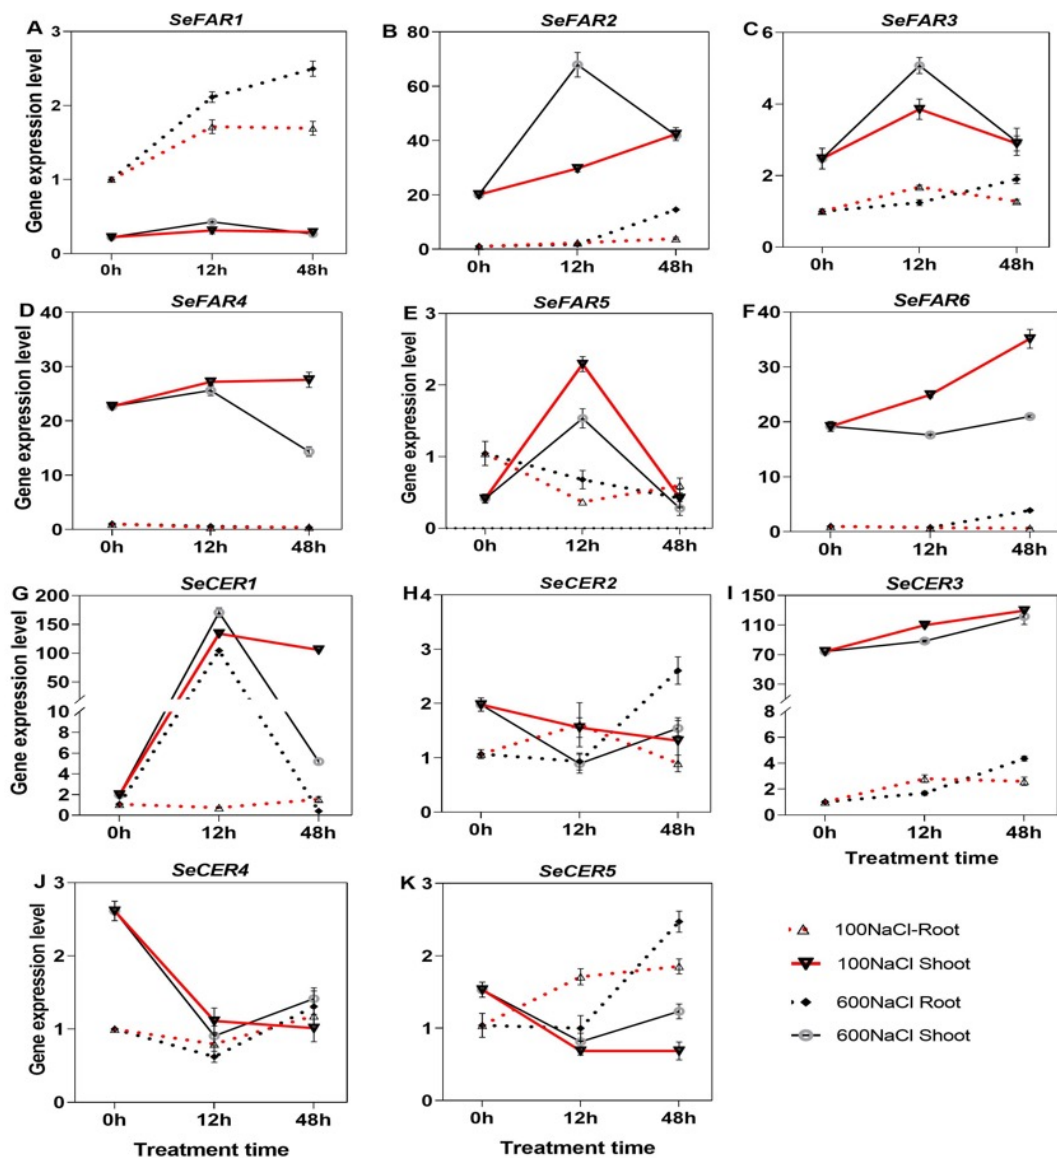 SeFAR1
SeFAR2
SeFAR3
A
B
C
Gene expression level
3
2
1
0
80
60
40
20
0
6
4
2
0
0h 12h 48h
0h 12h 48h
0h 12h 48h
SeFAR4
SeFAR5
SeFAR6
D
E
F
Gene expression level
40
30
20
10
0
Gene expression level
3
2
1
0
40
30
20
10
0
0h 12h 48h
0h 12h 48h
0h 12h 48h
SeCER1
SeCER2
SeCER3
G
H
I
Gene expression level
200
150
100
50
10
8
6
4
2
0
4
3
2
1
0
150
110
70
30
8
6
4
2
0
0h 12h 48h
0h 12h 48h
0h 12h 48h
Treatment time
SeCER4
SeCER5
J
K
Gene expression level
3
2
1
0
3
2
1
0
0h 12h 48h
0h 12h 48h
Treatment time
Treatment time
100NaCl-Root
100NaCl Shoot
600NaCl Root
600NaCl Shoot